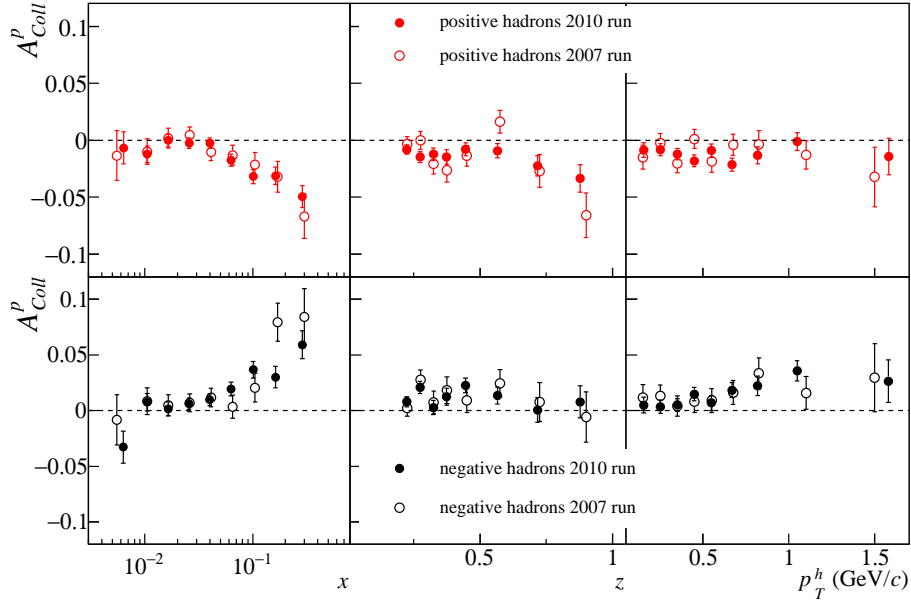 A^p_Coll
0.1
0.05
0
−0.05
−0.1
positive hadrons 2010 run
positive hadrons 2007 run
A^p_Coll
0.1
0.05
0
−0.05
−0.1
negative hadrons 2010 run
negative hadrons 2007 run
10^−2 10^−1 0.5 1 0.5 1 1.5
x z p_T^h (GeV/c)